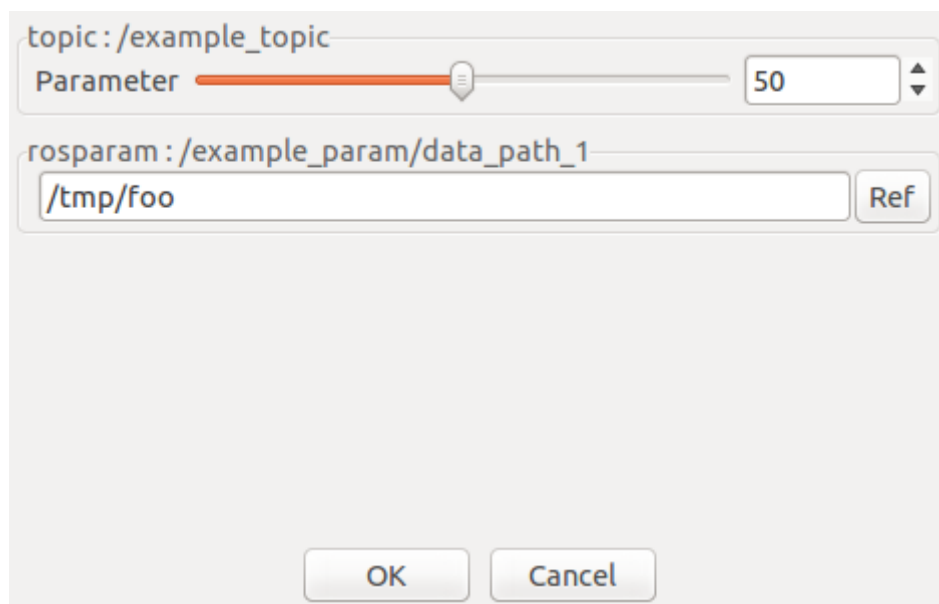 topic : /example_topic
Parameter 50
rosparam : /example_param/data_path_1
/tmp/foo Ref
OK Cancel